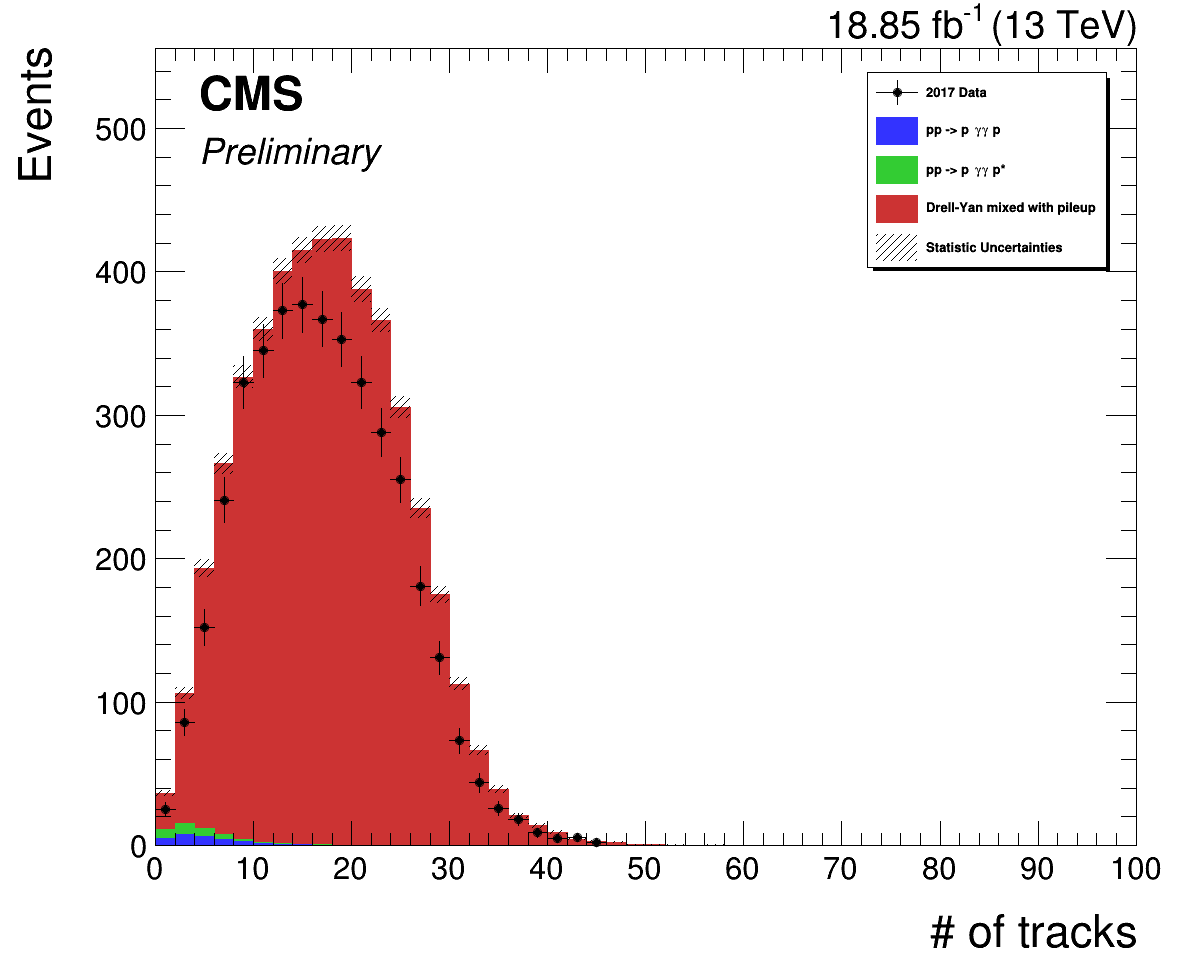 18.85 fb⁻¹ (13 TeV)
Events
CMS
Preliminary
2017 Data
pp -> p γγ p
pp -> p γγ p*
Drell-Yan mixed with pileup
Statistic Uncertainties
500
400
300
200
100
0
0 10 20 30 40 50 60 70 80 90 100
# of tracks